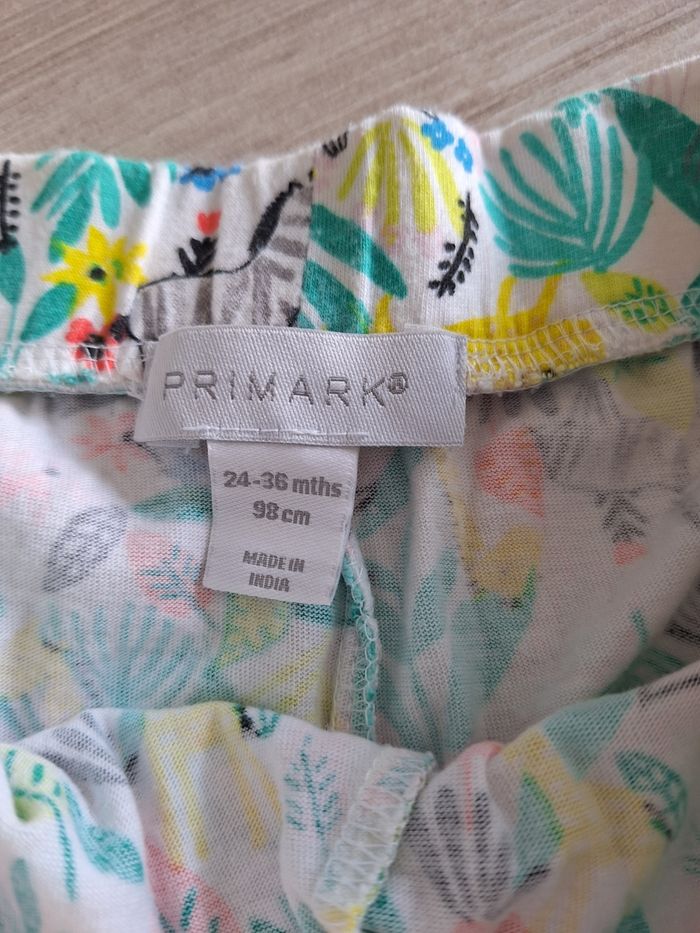 PRIMARK®
24-36 mths
98 cm
MADE IN
INDIA